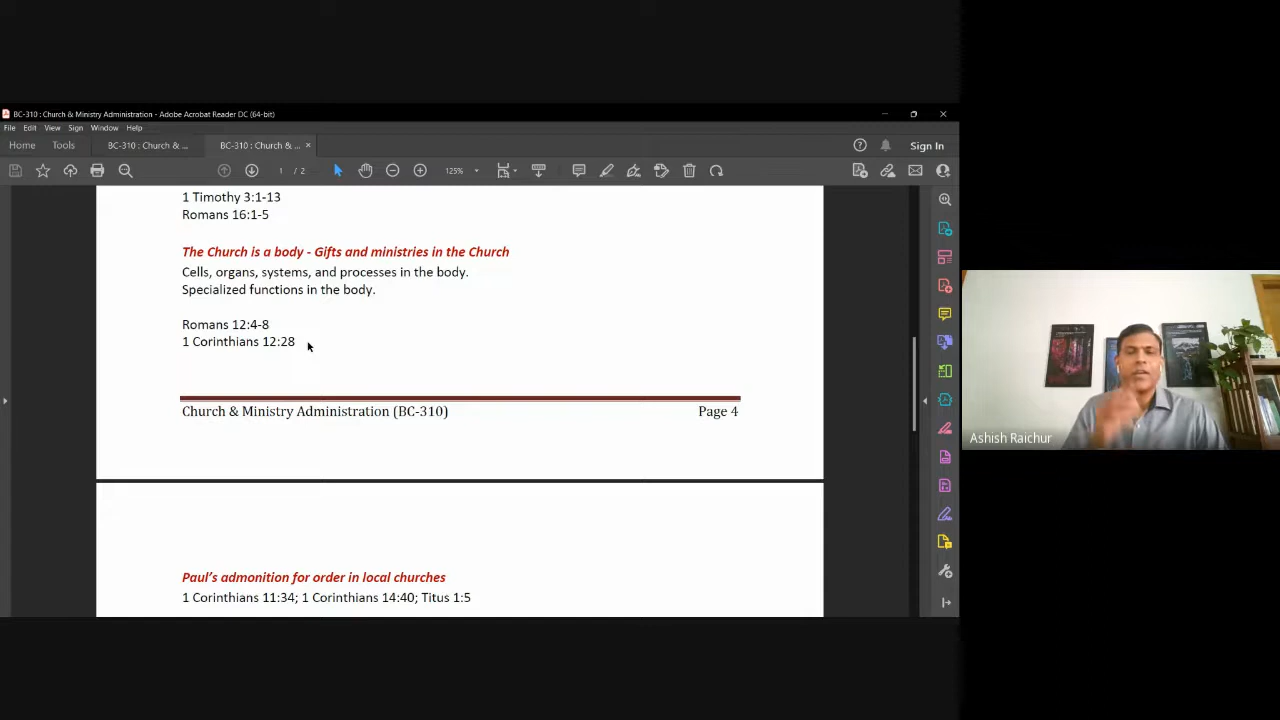 BC-310 : Church & Ministry Administration - Adobe Acrobat Reader DC (64-bit)
File Edit View Window Help
Home Tools BC-310 : Church & ... BC-310 : Church & ... × Sign In
1 / 2 125%
1 Timothy 3:1-13
Romans 16:1-5
The Church is a body - Gifts and ministries in the Church
Cells, organs, systems, and processes in the body.
Specialized functions in the body.
Romans 12:4-8
1 Corinthians 12:28
Church & Ministry Administration (BC-310) Page 4
Paul's admonition for order in local churches
1 Corinthians 11:34; 1 Corinthians 14:40; Titus 1:5
Ashish Raichur